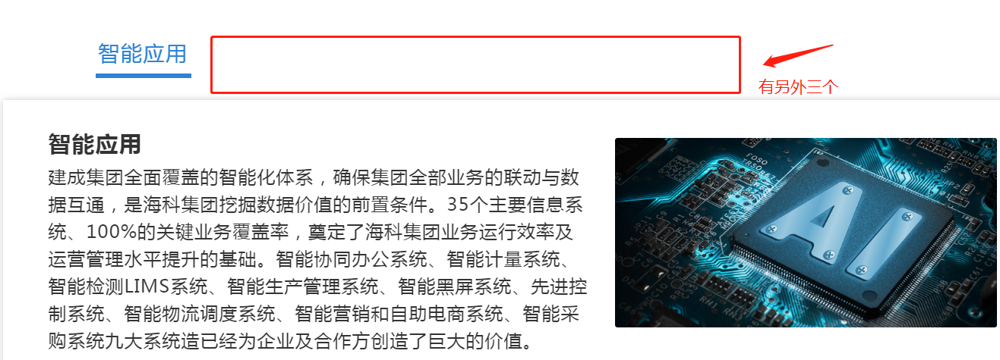 智能应用
有另外三个
智能应用
建成集团全面覆盖的智能化体系，确保集团全部业务的联动与数
据互通，是海科集团挖掘数据价值的前置条件。35个主要信息系
统、100%的关键业务覆盖率，奠定了海科集团业务运行效率及
运营管理水平提升的基础。智能协同办公系统、智能计量系统、
智能检测LIMS系统、智能生产管理系统、智能黑屏系统、先进控
制系统、智能物流调度系统、智能营销和自助电商系统、智能采
购系统九大系统造已经为企业及合作方创造了巨大的价值。
AI